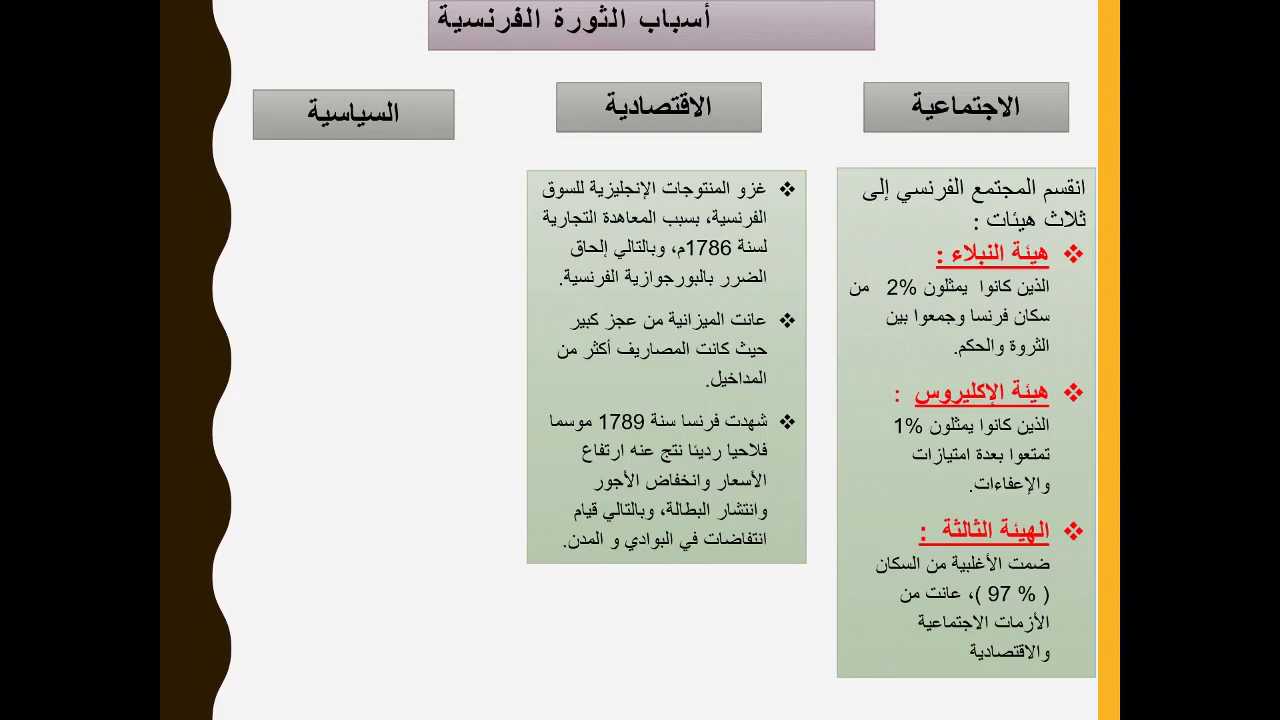 أسباب الثورة الفرنسية
الاجتماعية
الاقتصادية
السياسية
انقسم المجتمع الفرنسي إلى
ثلاث هيئات :
❖ هيئة النبلاء :
الذين كانوا يمثلون 2% من
سكان فرنسا وجمعوا بين
الثروة والحكم.
❖ هيئة الإكليروس :
الذين كانوا يمثلون 1%
تمتعوا بعدة امتيازات
والإعفاءات.
❖ الهيئة الثالثة :
ضمت الأغلبية من السكان
( % 97 )، عانت من
الأزمات الاجتماعية
والاقتصادية
❖ غزو المنتوجات الإنجليزية للسوق
الفرنسية، بسبب المعاهدة التجارية
لسنة 1786م، وبالتالي إلحاق
الضرر بالبورجوازية الفرنسية.
❖ عانت الميزانية من عجز كبير
حيث كانت المصاريف أكثر من
المداخيل.
❖ شهدت فرنسا سنة 1789 موسما
فلاحيا رديئا نتج عنه ارتفاع
الأسعار وانخفاض الأجور
وانتشار البطالة، وبالتالي قيام
انتفاضات في البوادي و المدن.